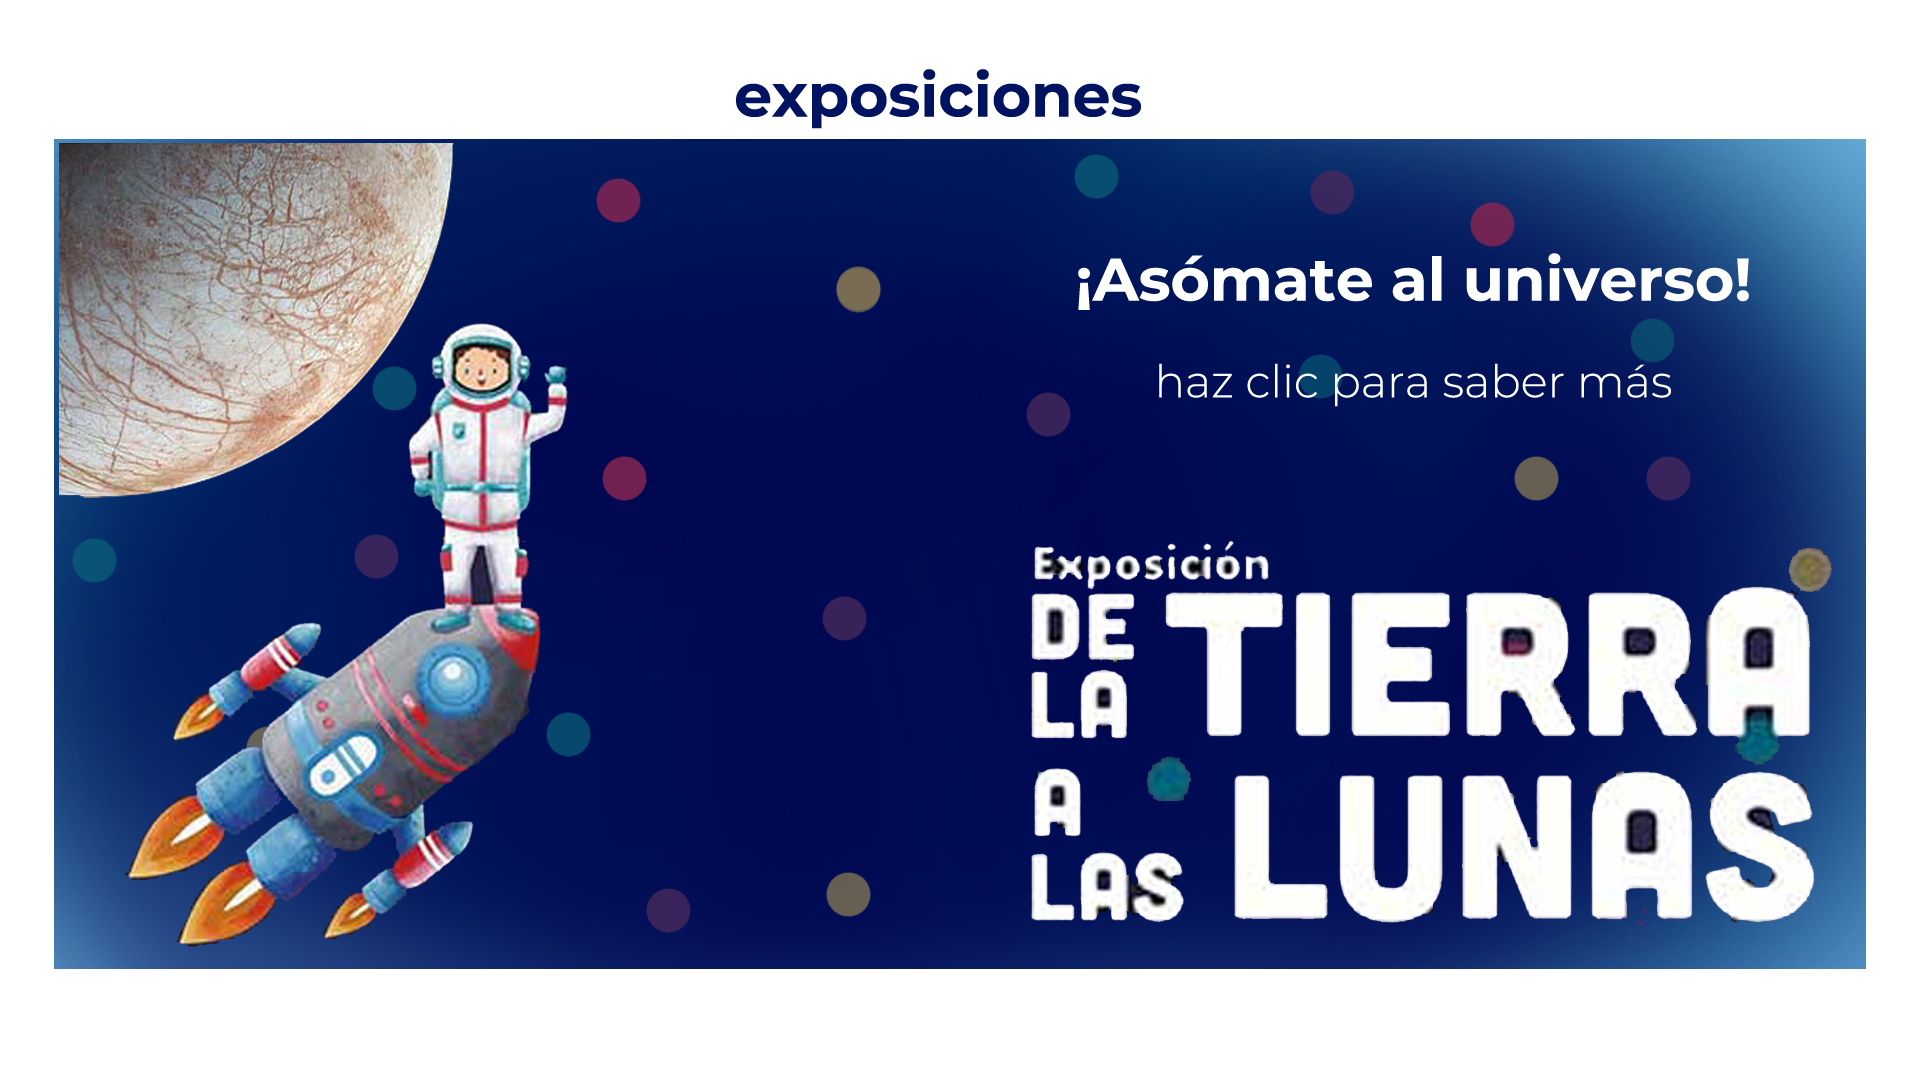 exposiciones
¡Asómate al universo!
haz clic para saber más
Exposición
DE LA TIERRA
A LAS LUNAS